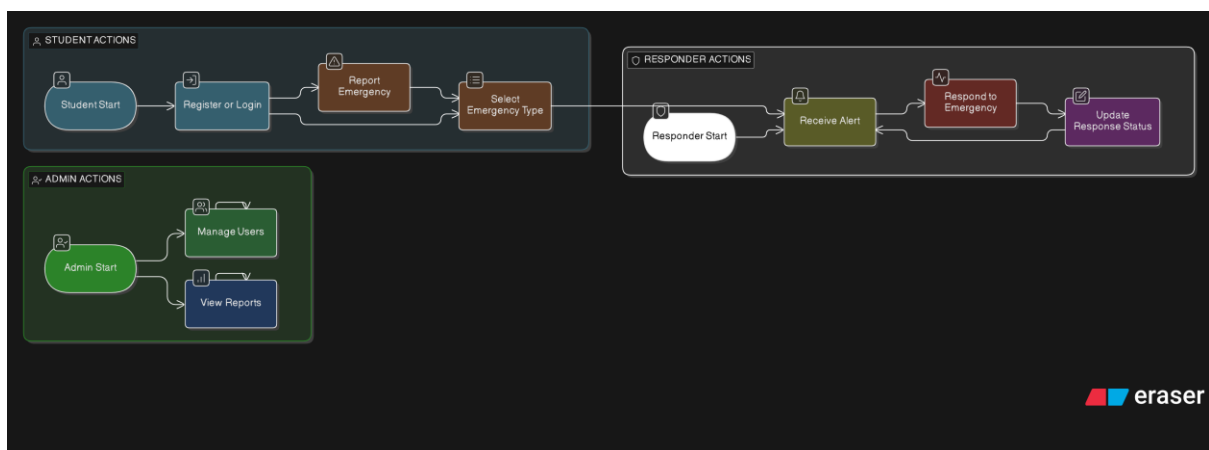 STUDENT ACTIONS
Student Start
Register or Login
Report
Emergency
Select
Emergency Type
RESPONDER ACTIONS
Responder Start
Receive Alert
Respond to
Emergency
Update
Response Status
ADMIN ACTIONS
Admin Start
Manage Users
View Reports
eraser